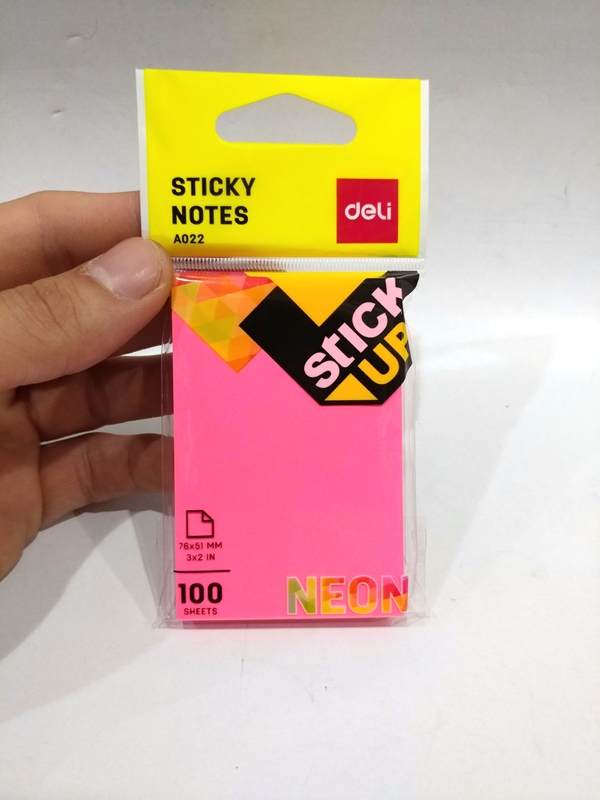 STICKY
NOTES
A022
deli
stick
UP
76x51 MM
3x2 IN
100
SHEETS
NEON